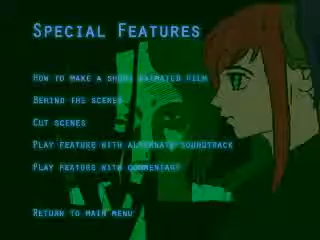 Special Features
How to make a short animated film
Behind the scenes
Cut scenes
Play feature with alternate soundtrack
Play feature with commentary
Return to main menu